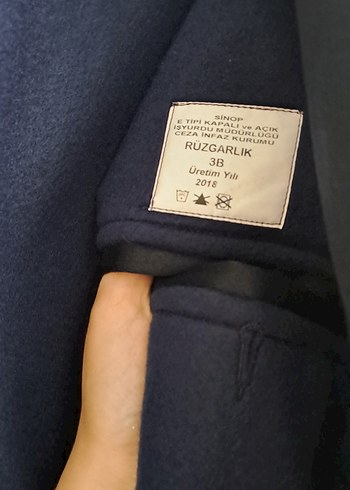 SİNOP
E TİPİ KAPALI ve AÇIK
İŞYURDU MÜDÜRLÜĞÜ
CEZA İNFAZ KURUMU
RÜZGARLIK
3B
Üretim Yılı
2018